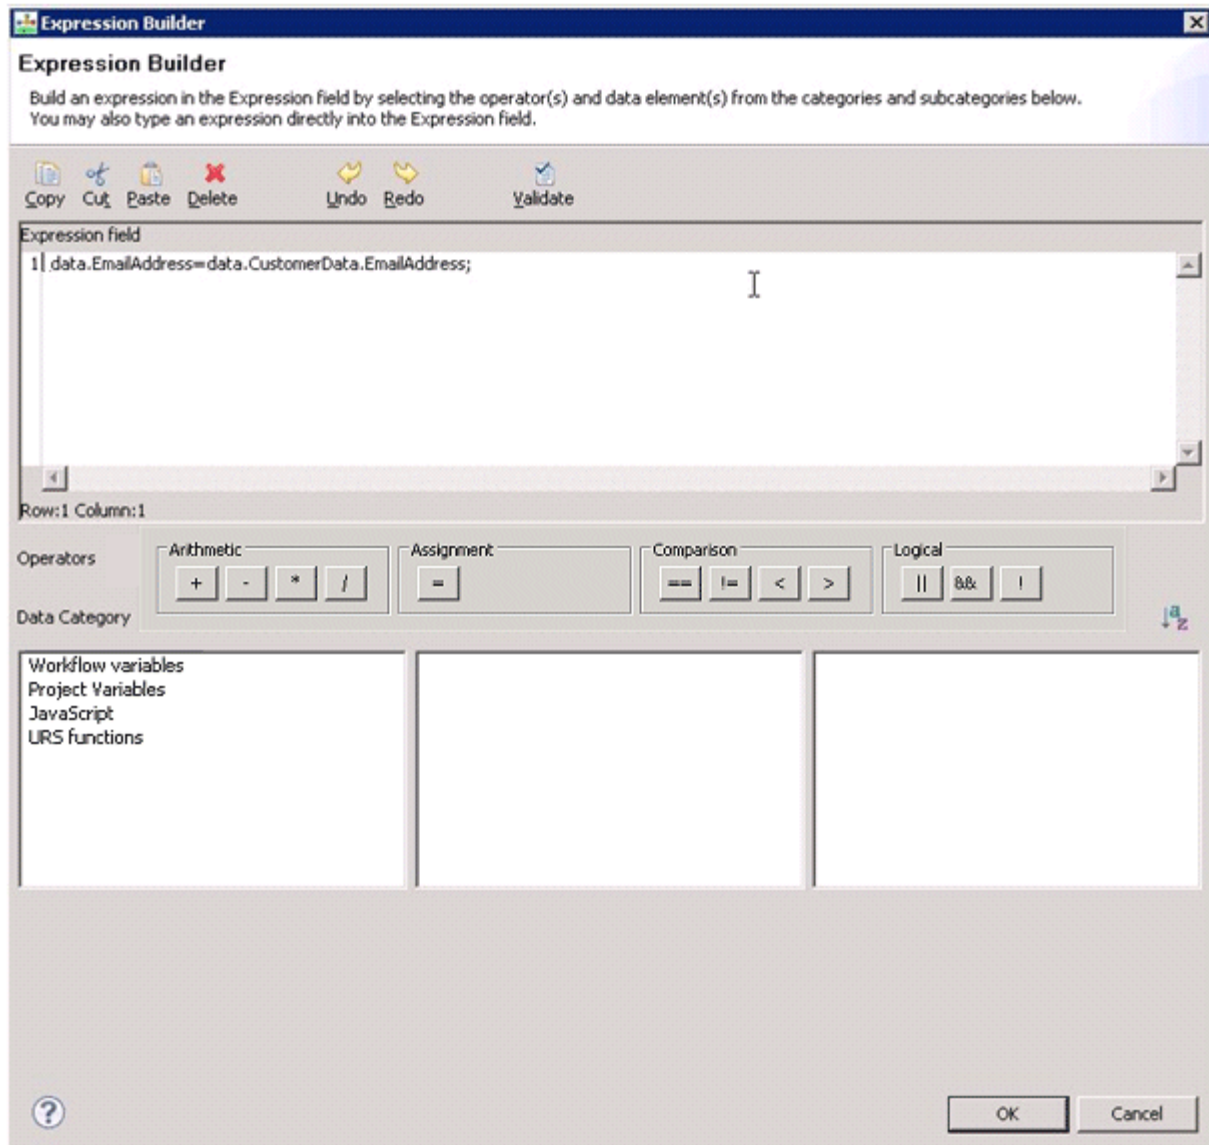 Expression Builder
Expression Builder
Build an expression in the Expression field by selecting the operator(s) and data element(s) from the categories and subcategories below.
You may also type an expression directly into the Expression field.
Copy Cut Paste Delete Undo Redo Validate
Expression field
1 data.EmailAddress=data.CustomerData.EmailAddress;
Row:1 Column:1
Operators
Arithmetic Assignment Comparison Logical
+ - * / = == != < > || && !
Data Category
a z
Workflow variables
Project Variables
JavaScript
URS functions
? OK Cancel